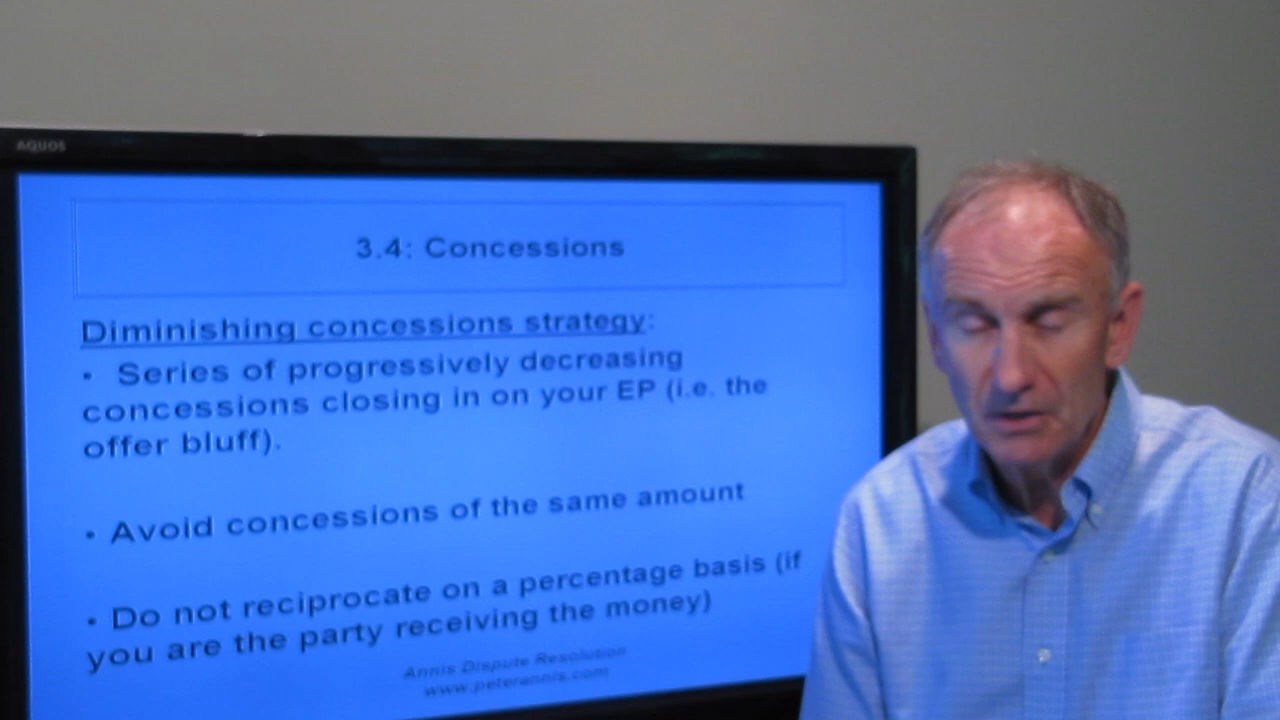 AQUOS
3.4: Concessions
Diminishing concessions strategy:
• Series of progressively decreasing
concessions closing in on your EP (i.e. the
offer bluff).
• Avoid concessions of the same amount
• Do not reciprocate on a percentage basis (if
you are the party receiving the money)
Annis Dispute Resolution
www.peterannis.com